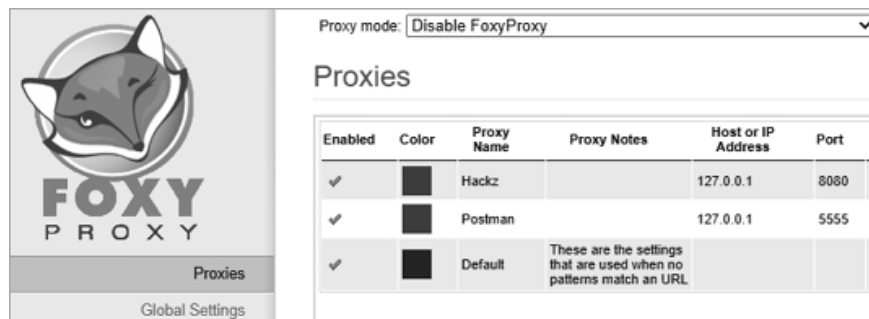 Proxy mode: Disable FoxyProxy
Proxies
Enabled Color Proxy Name Proxy Notes Host or IP Address Port
Hackz 127.0.0.1 8080
Postman 127.0.0.1 5555
Default These are the settings that are used when no patterns match an URL
FOXY
PROXY
Proxies
Global Settings